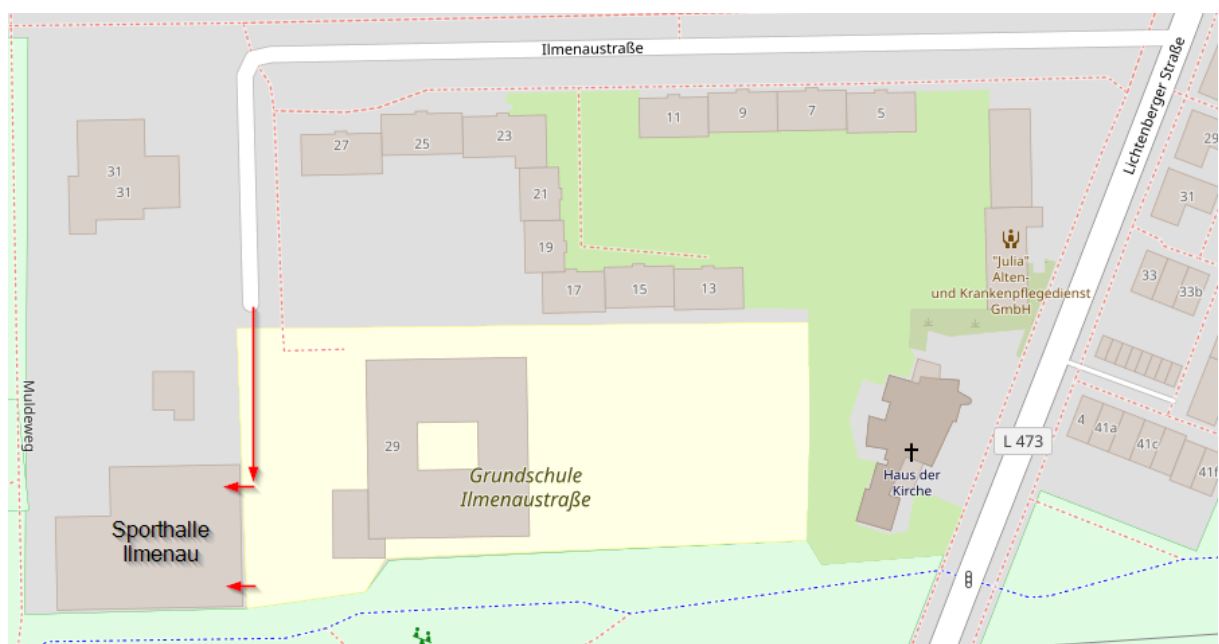 Ilmenaustraße
Lichtenberger Straße
11
9
7
5
27
25
23
29
31
31
31
21
19
"Julia"
Alten-
und Krankenpflegedienst
GmbH
33
33b
17
15
13
Muldeweg
4
41a
41c
41f
L 473
29
Grundschule
Ilmenaustraße
Haus der
Kirche
Sporthalle
Ilmenau